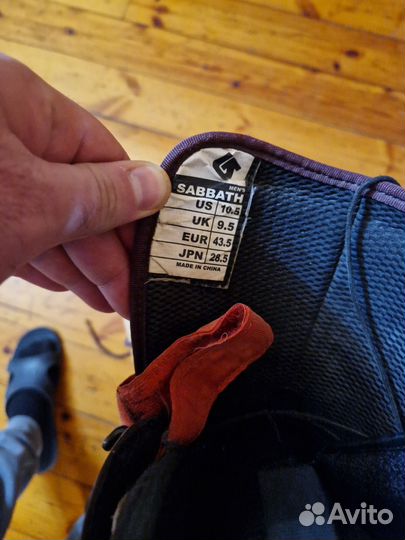 MEN'S
SABBATH
US 10.5
UK 9.5
EUR 43.5
JPN 28.5
MADE IN CHINA
Avito